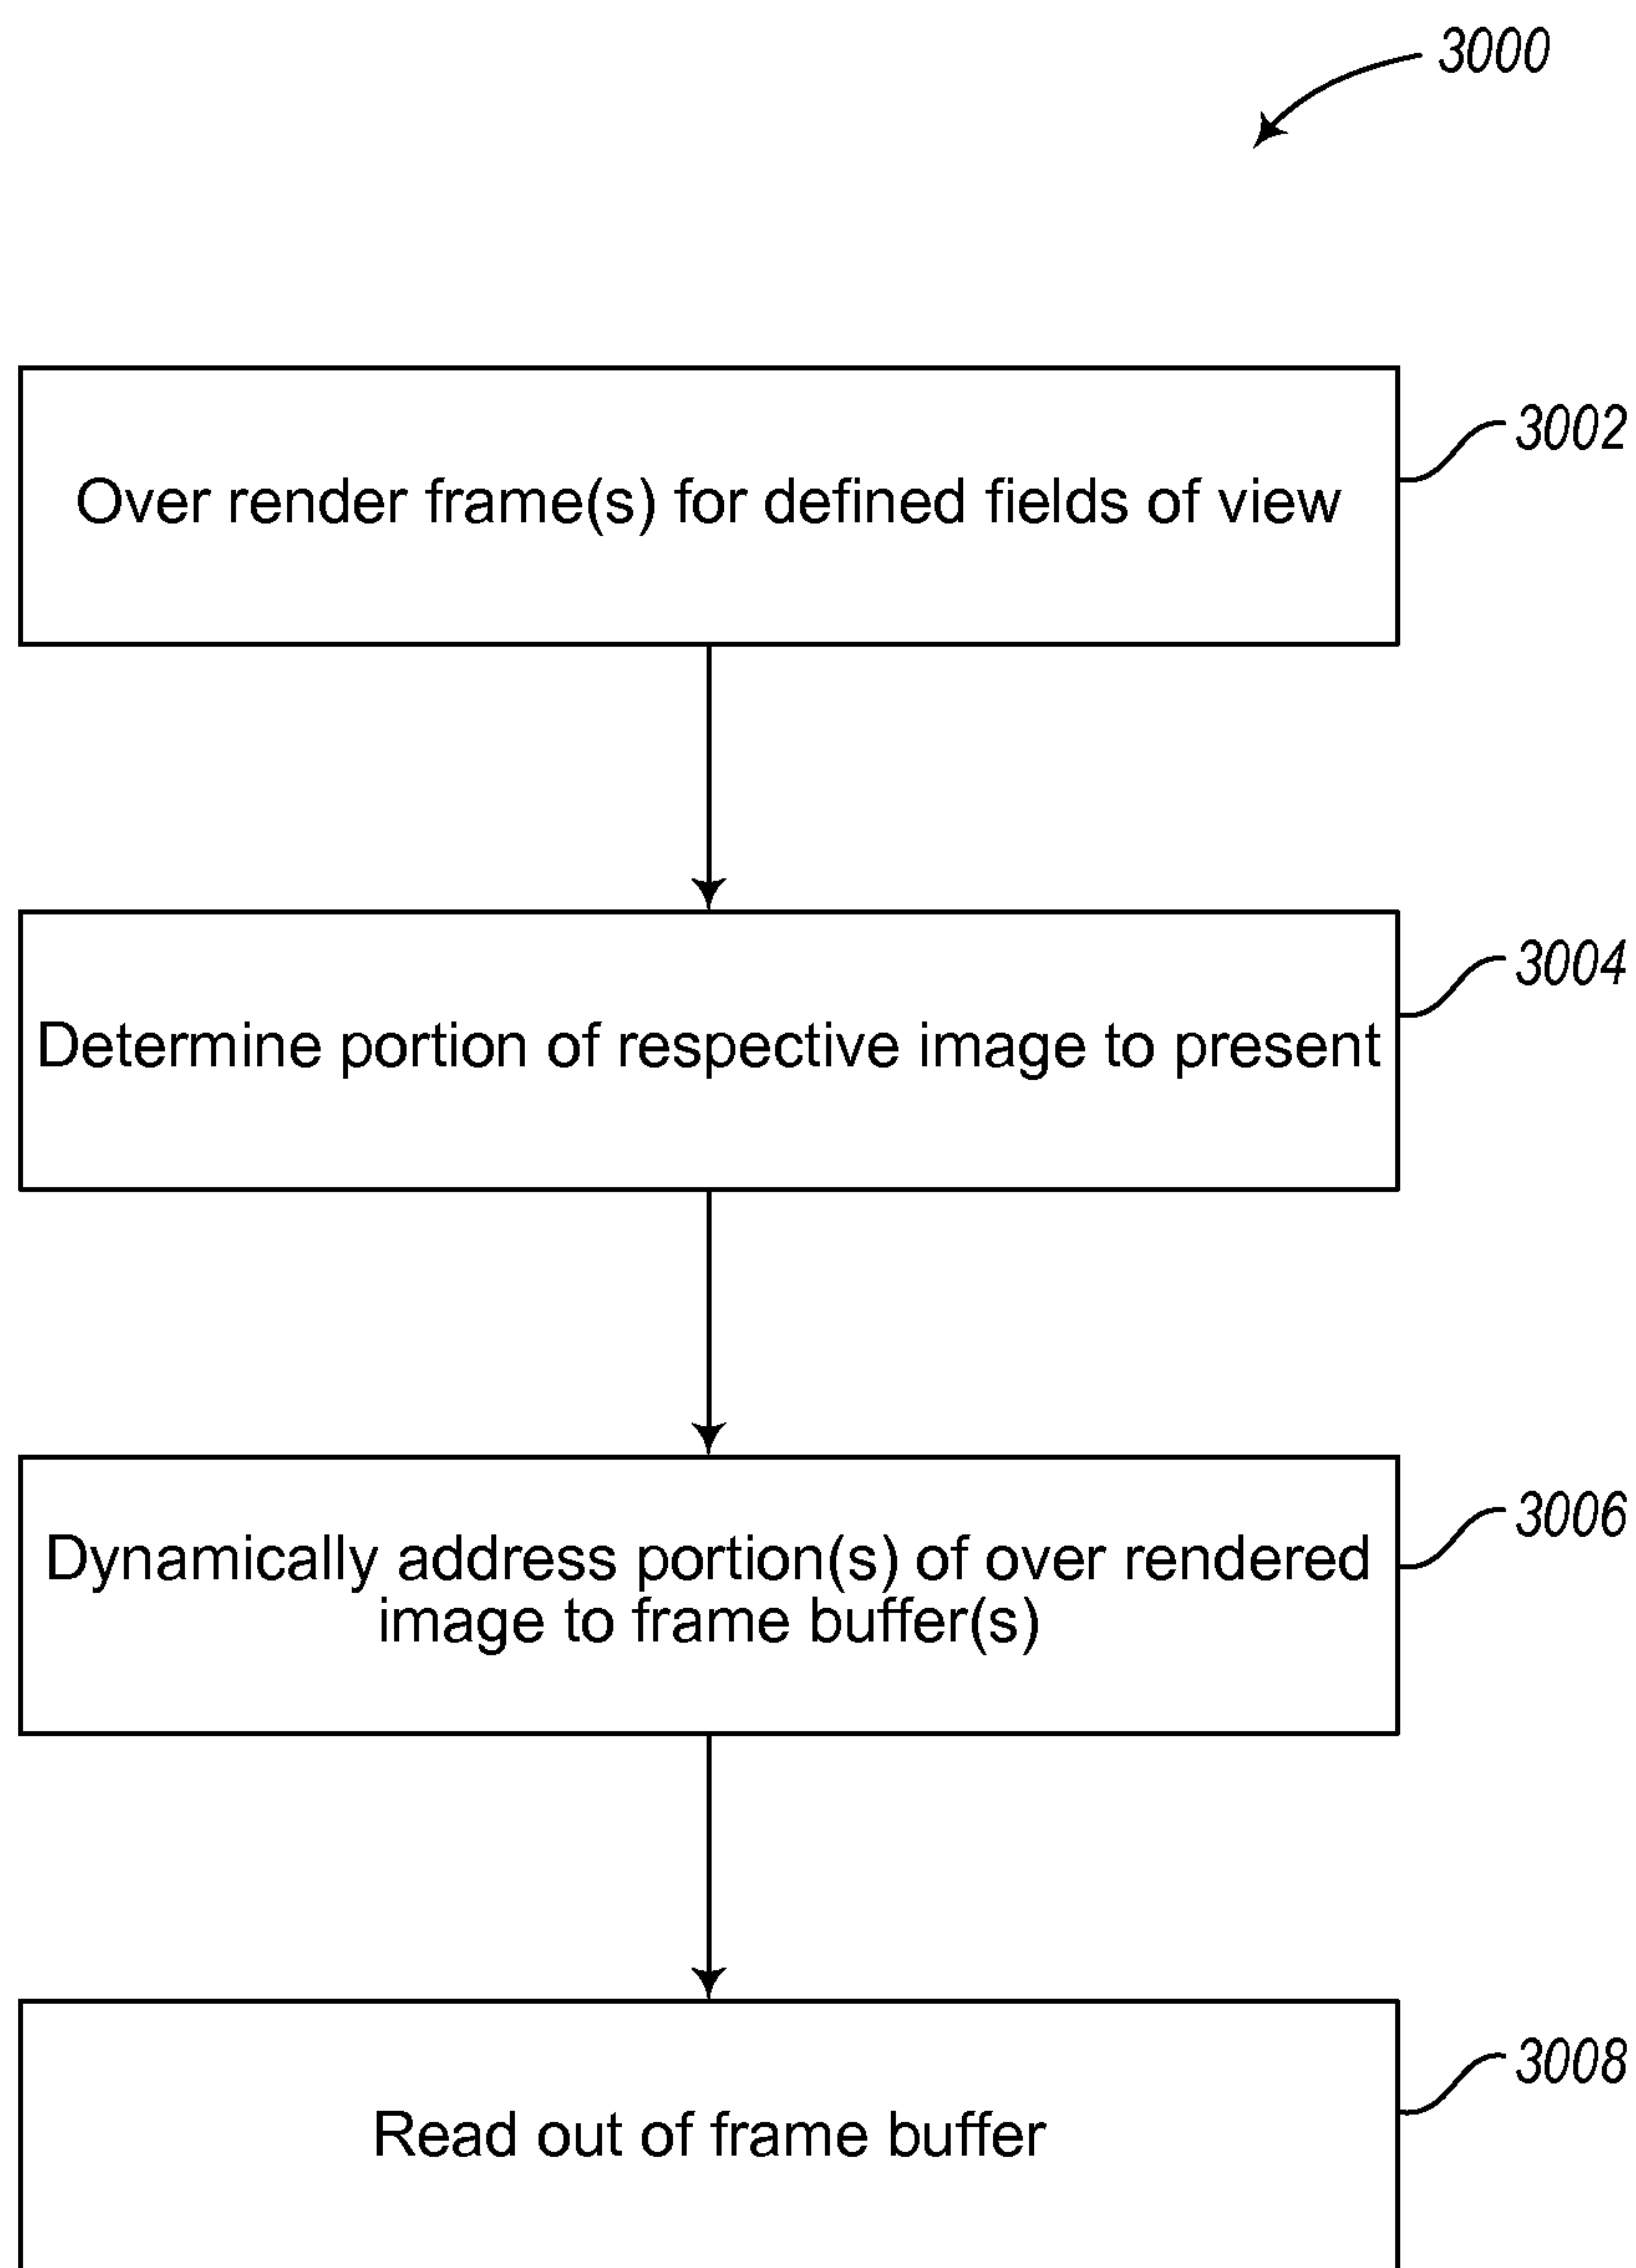 3000
3002
Over render frame(s) for defined fields of view
3004
Determine portion of respective image to present
3006
Dynamically address portion(s) of over rendered
image to frame buffer(s)
3008
Read out of frame buffer